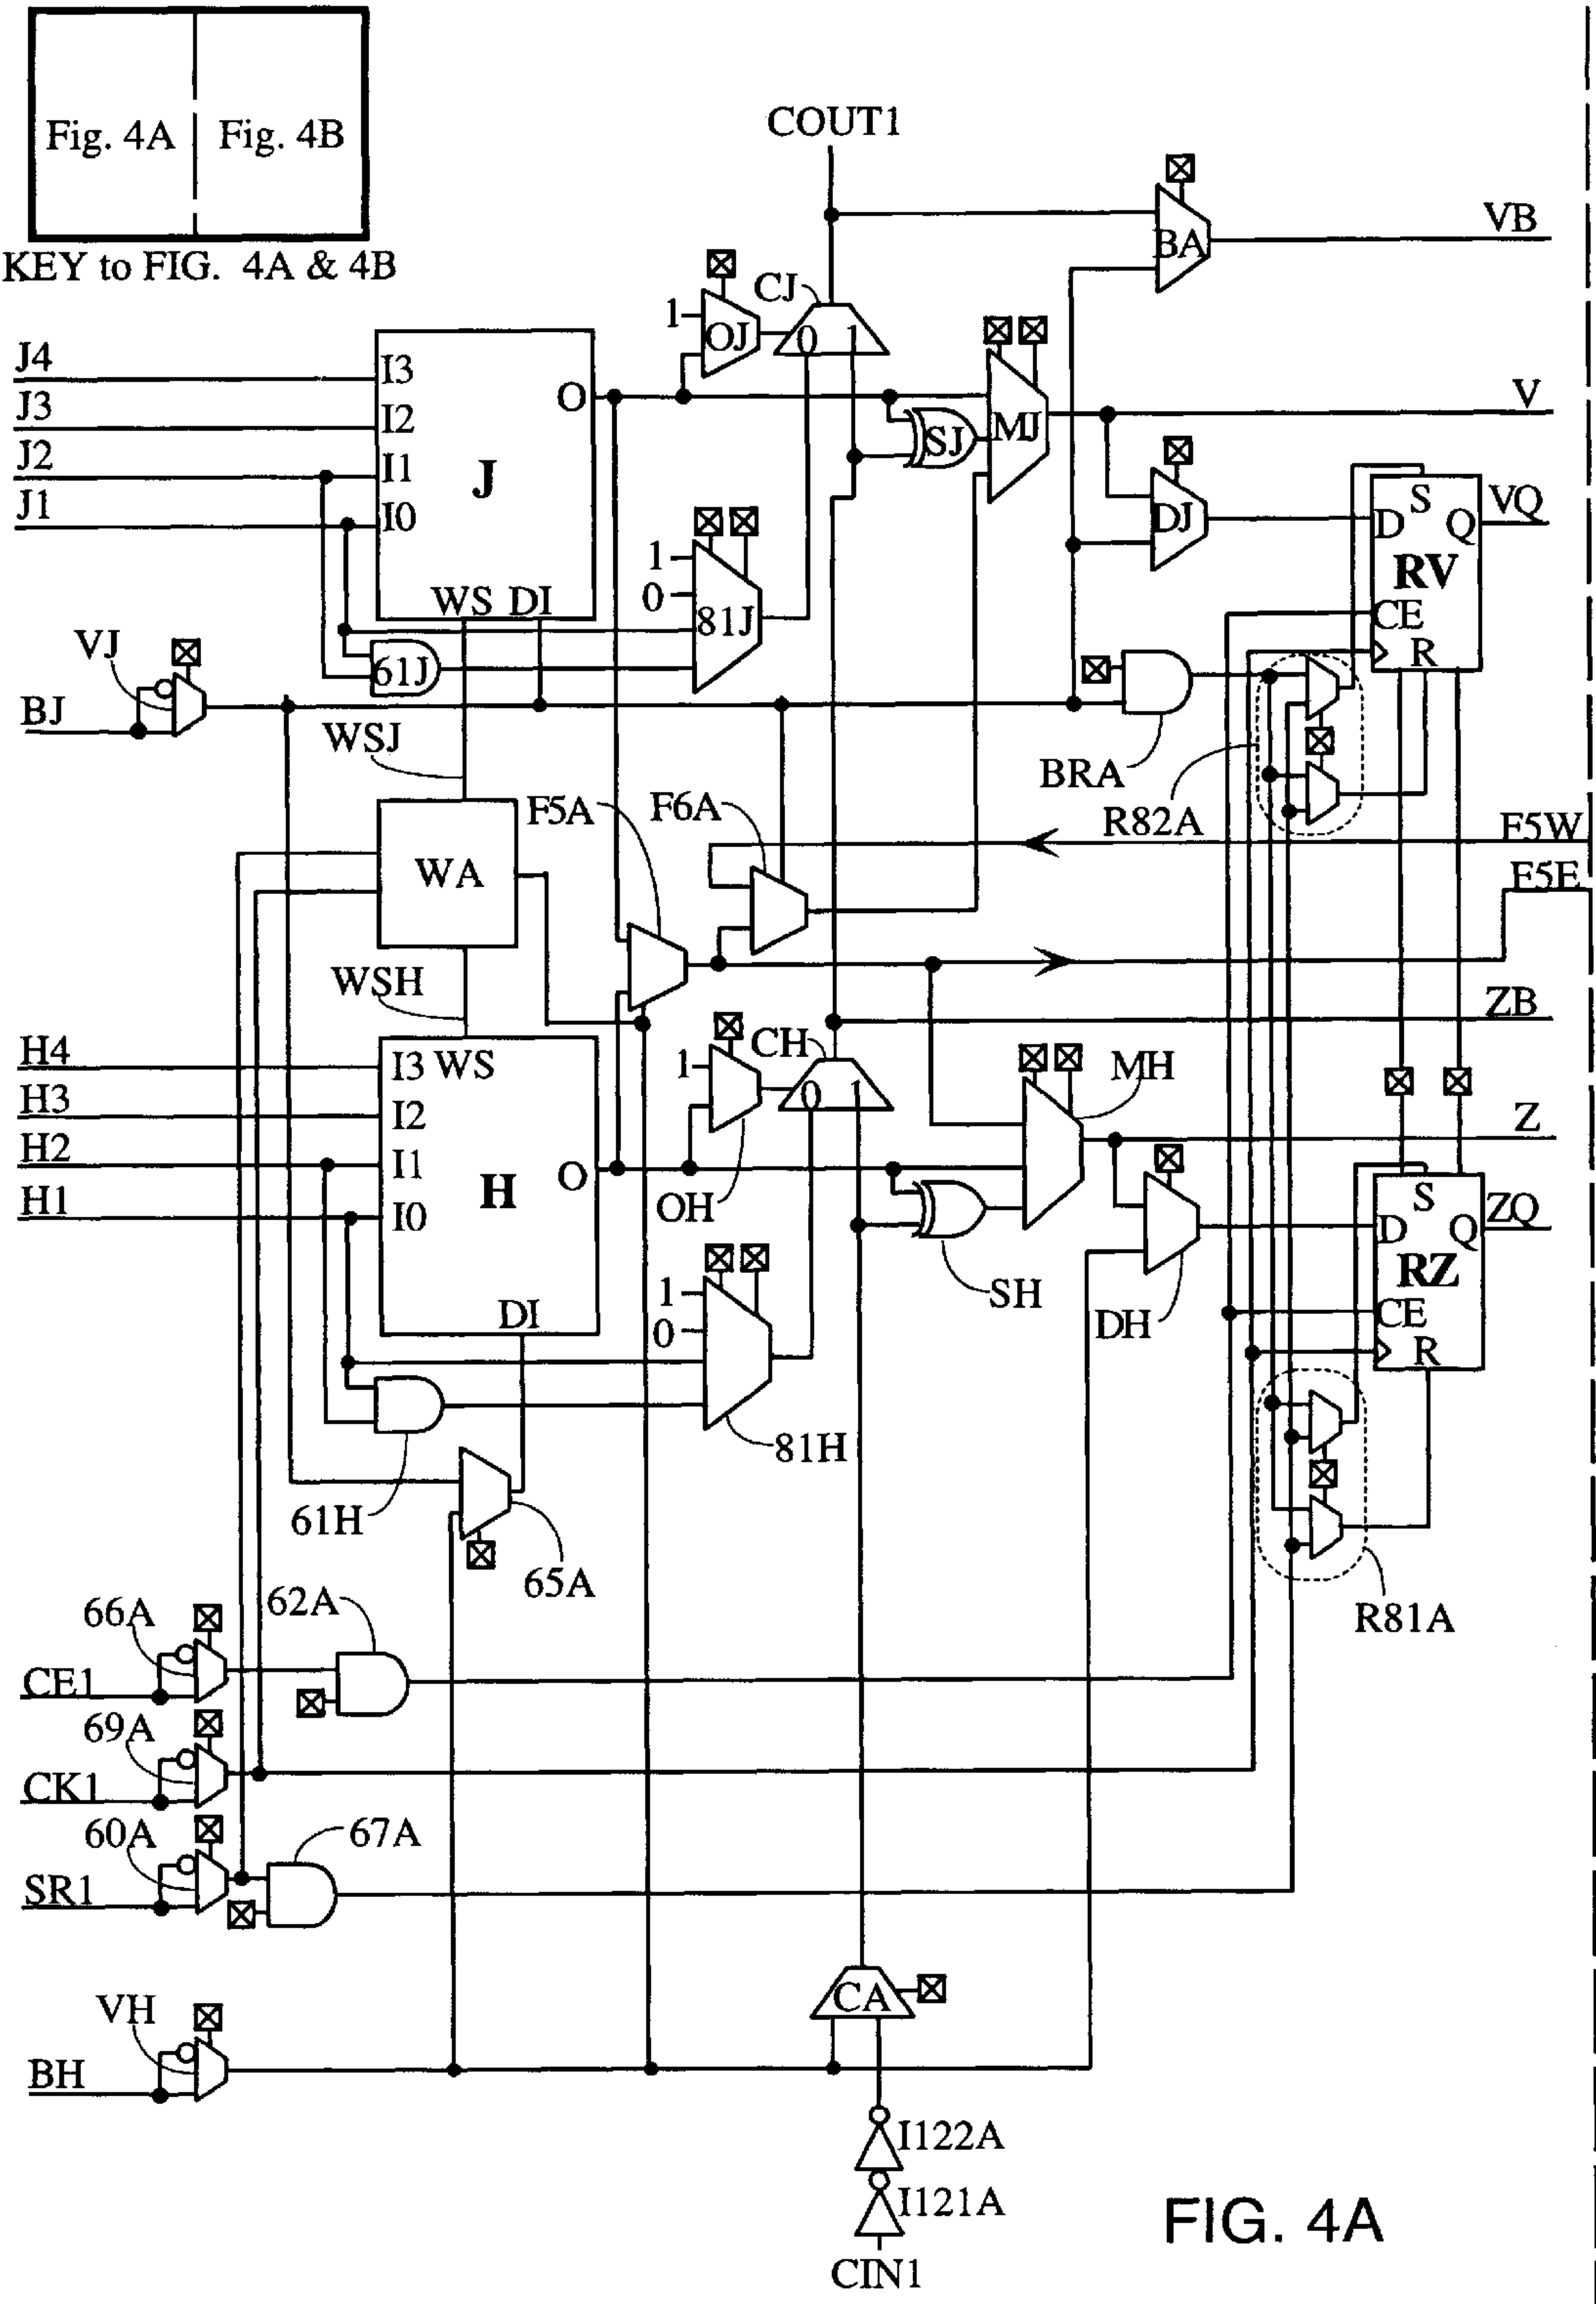 Fig. 4A Fig. 4B
KEY to FIG. 4A & 4B
COUT1
BA VB
CJ
1 OJ 0 1
J4 I3
J3 I2 O
J2 I1 J
J1 I0
SJ MJ V
DJ
S VQ
D Q
RV
CE
R
1
0 81J
WS DI
61J
VJ
BJ
WSJ
BRA
R82A
F5A F6A
F5W
F5E
WA
WSH
ZB
H4 I3 WS
H3 I2
H2 I1 H O
H1 I0
DI
1 CH 0 1
OH
MH
Z
SH
DH
S ZQ
D Q
RZ
CE
R
1
0
81H
61H
65A
R81A
66A 62A
CE1
69A
CK1
60A 67A
SR1
VH
BH
CA
I122A
I121A
CIN1
FIG. 4A